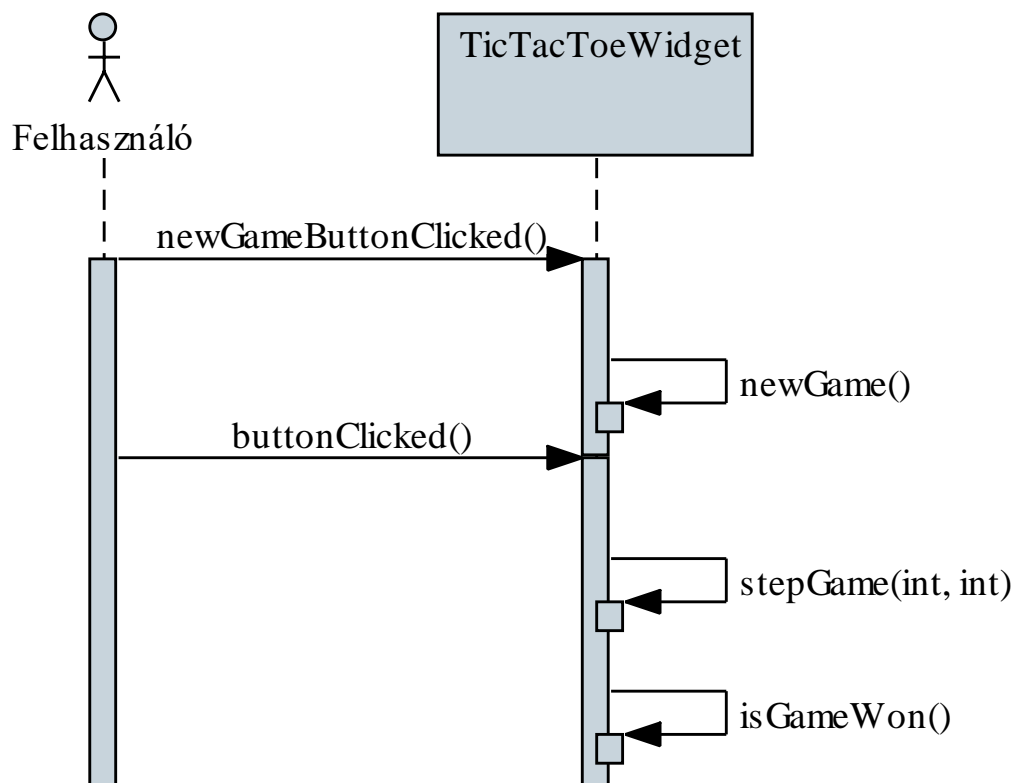 TicTacToeWidget
Felhasználó
newGameButtonClicked()
newGame()
buttonClicked()
stepGame(int, int)
isGameWon()